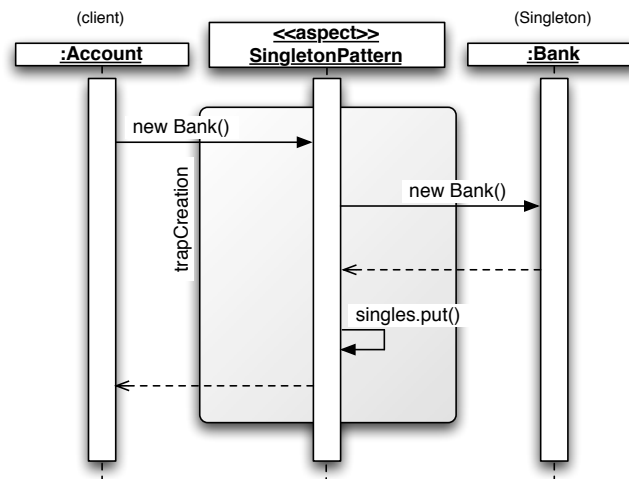 (client)
<<aspect>>
(Singleton)
:Account
SingletonPattern
:Bank
new Bank()
trapCreation
new Bank()
singles.put()